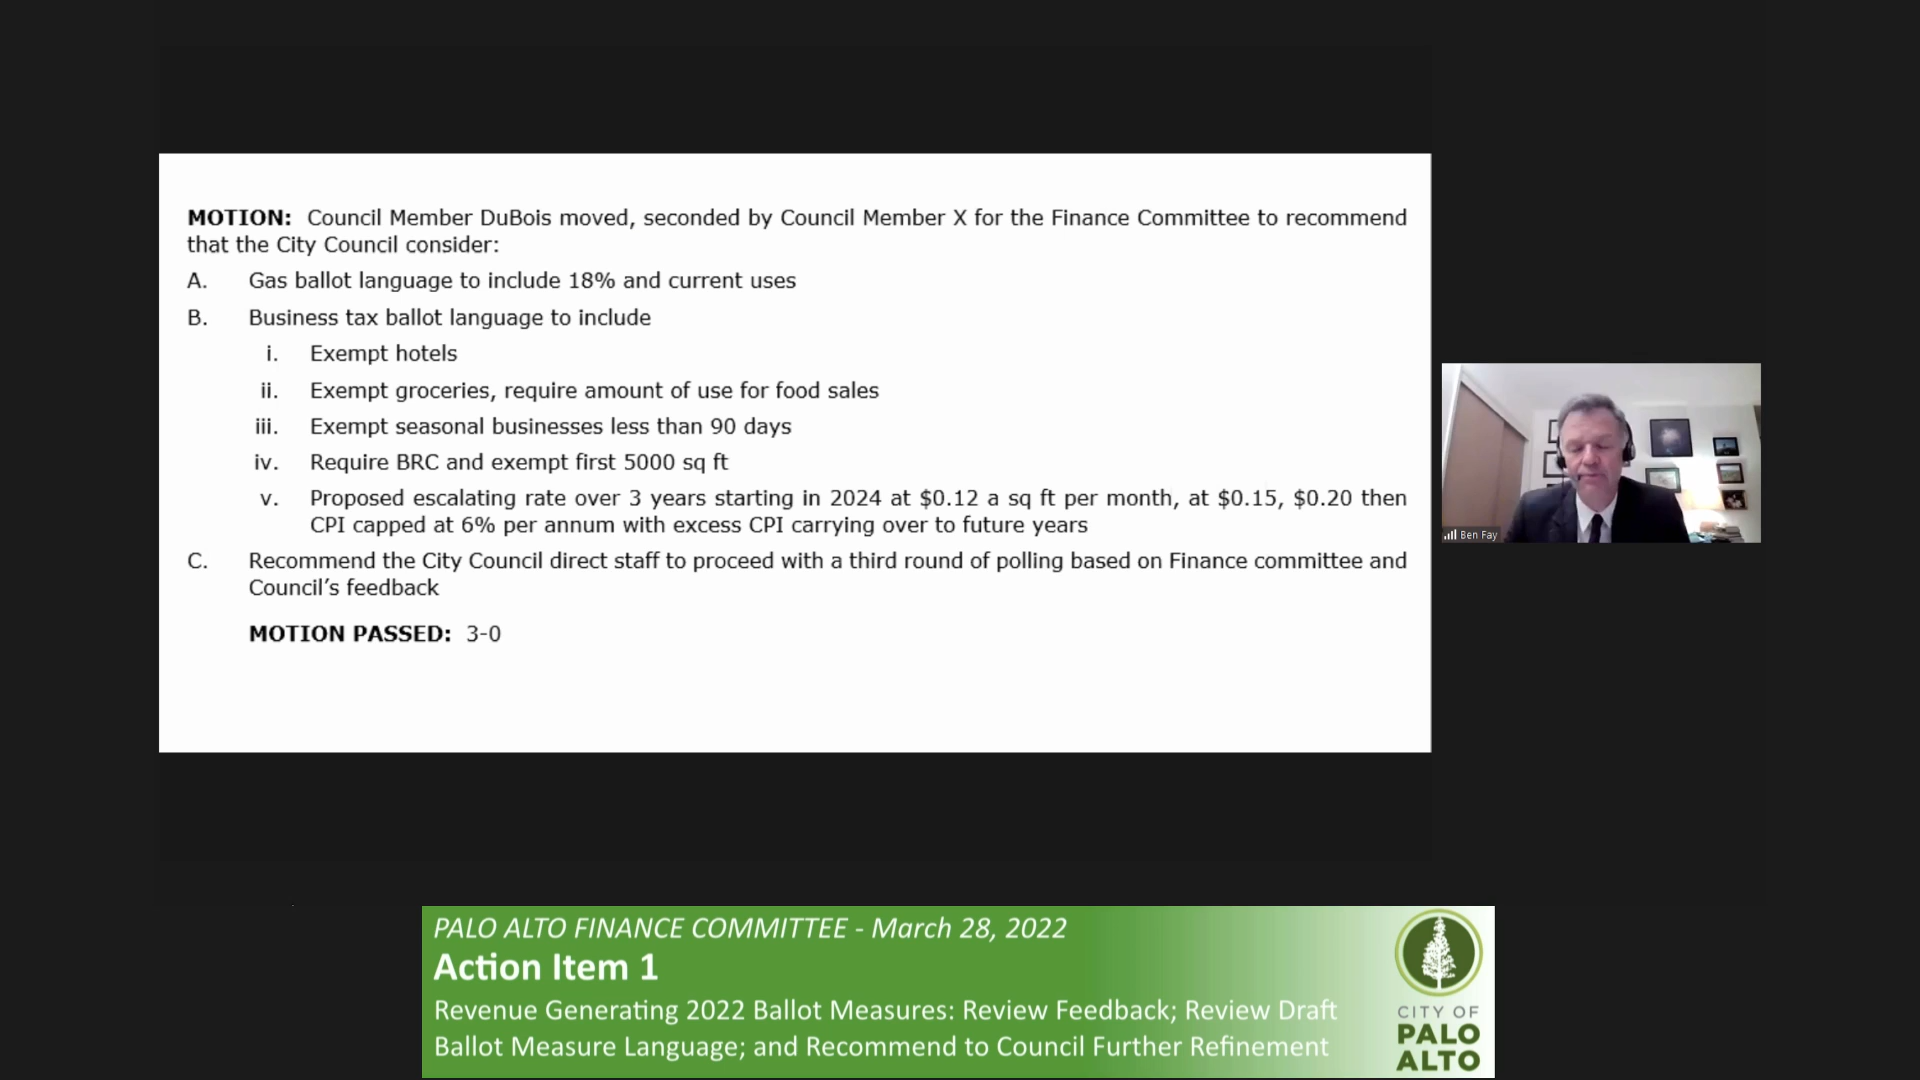 MOTION: Council Member DuBois moved, seconded by Council Member X for the Finance Committee to recommend
that the City Council consider:
A. Gas ballot language to include 18% and current uses
B. Business tax ballot language to include
i. Exempt hotels
ii. Exempt groceries, require amount of use for food sales
iii. Exempt seasonal businesses less than 90 days
iv. Require BRC and exempt first 5000 sq ft
v. Proposed escalating rate over 3 years starting in 2024 at $0.12 a sq ft per month, at $0.15, $0.20 then
CPI capped at 6% per annum with excess CPI carrying over to future years
C. Recommend the City Council direct staff to proceed with a third round of polling based on Finance committee and
Council’s feedback
MOTION PASSED: 3-0
Ben Fay
PALO ALTO FINANCE COMMITTEE - March 28, 2022
Action Item 1
Revenue Generating 2022 Ballot Measures: Review Feedback; Review Draft
Ballot Measure Language; and Recommend to Council Further Refinement
CITY OF
PALO
ALTO